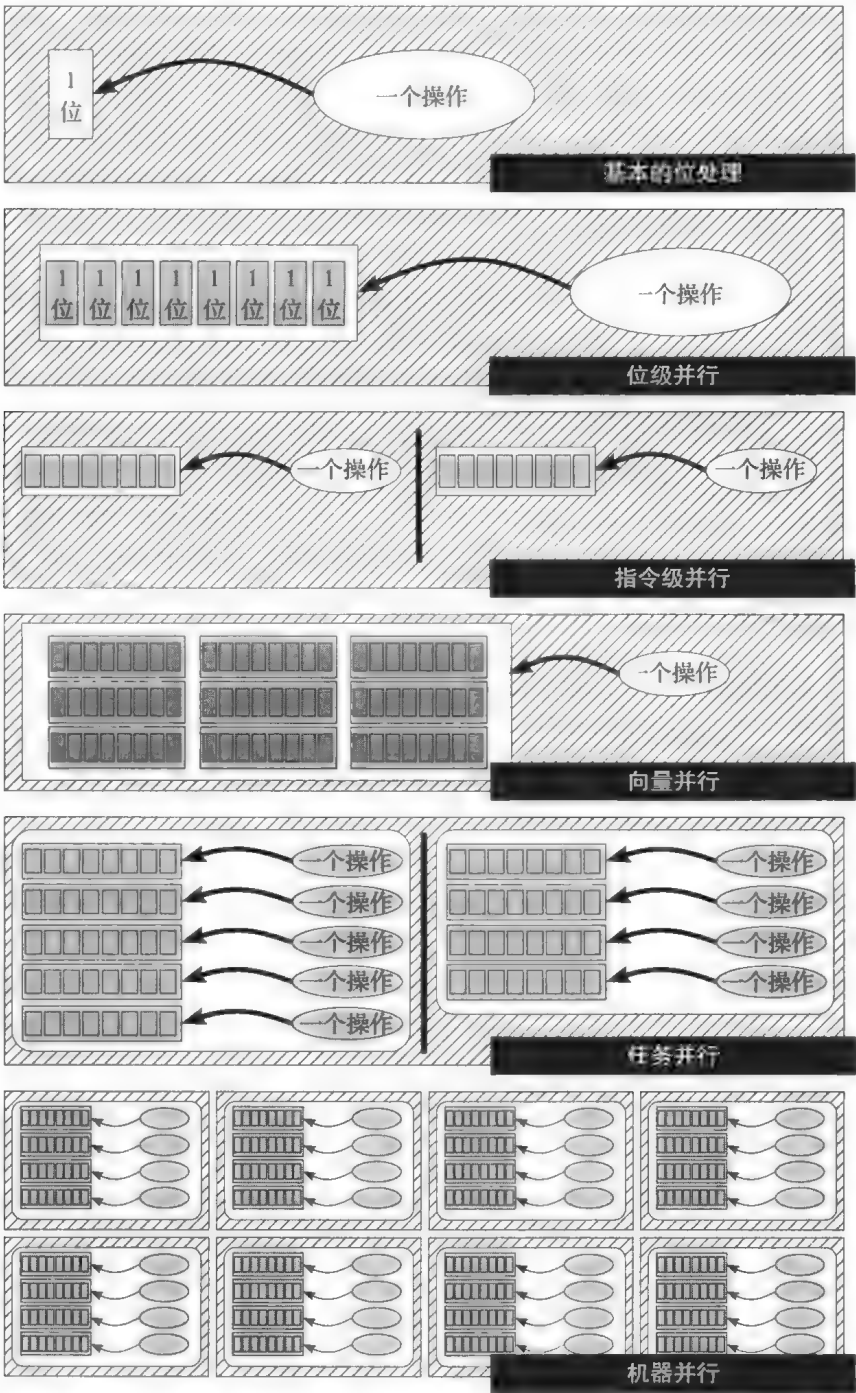 1
位
一个操作
基本的位处理
1 1 1 1 1 1 1 1
位 位 位 位 位 位 位 位
一个操作
位级并行
一个操作 一个操作
指令级并行
一个操作
向量并行
一个操作 一个操作
一个操作 一个操作
一个操作 一个操作
一个操作 一个操作
一个操作
任务并行
机器并行